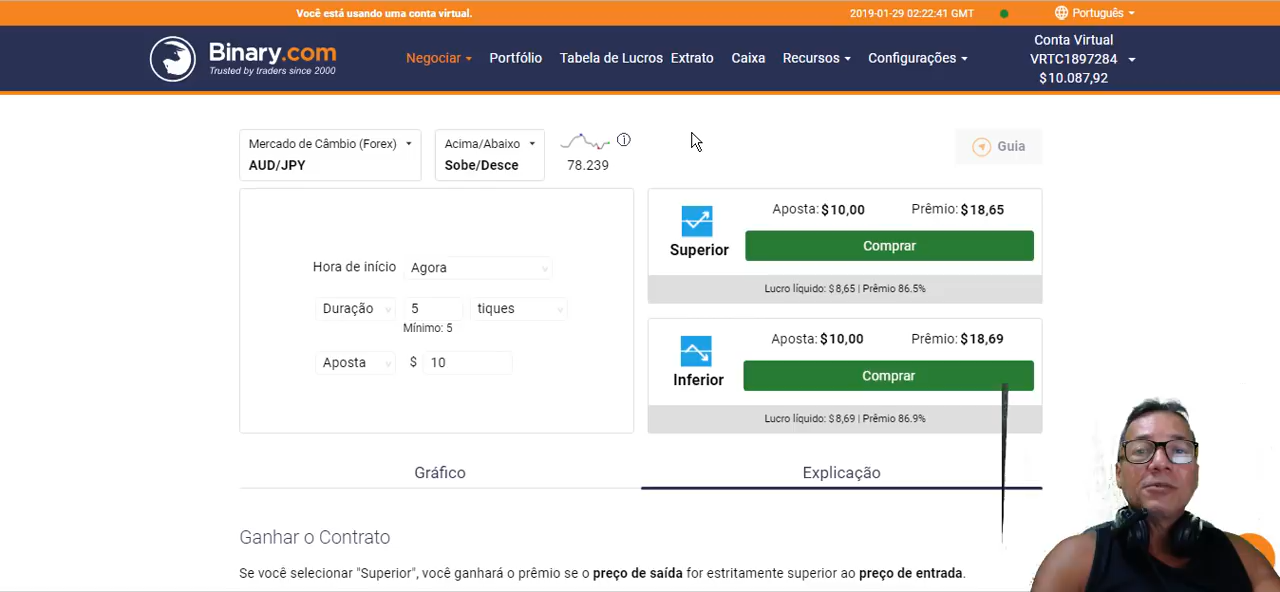 Você está usando uma conta virtual.
2019-01-29 02:22:41 GMT
Português
Binary.com
Trusted by traders since 2000
Negociar
Portfólio
Tabela de Lucros
Extrato
Caixa
Recursos
Configurações
Conta Virtual
VRTC1897284
$10.087,92
Mercado de Câmbio (Forex)
AUD/JPY
Acima/Abaixo
Sobe/Desce
78.239
Guia
Hora de início Agora
Duração 5 tiques
Mínimo: 5
Aposta $ 10
Superior
Aposta: $10,00 Prêmio: $18,65
Comprar
Lucro líquido: $8,65 | Prêmio 86.5%
Inferior
Aposta: $10,00 Prêmio: $18,69
Comprar
Lucro líquido: $8,69 | Prêmio 86.9%
Gráfico
Explicação
Ganhar o Contrato
Se você selecionar "Superior", você ganhará o prêmio se o preço de saída for estritamente superior ao preço de entrada.